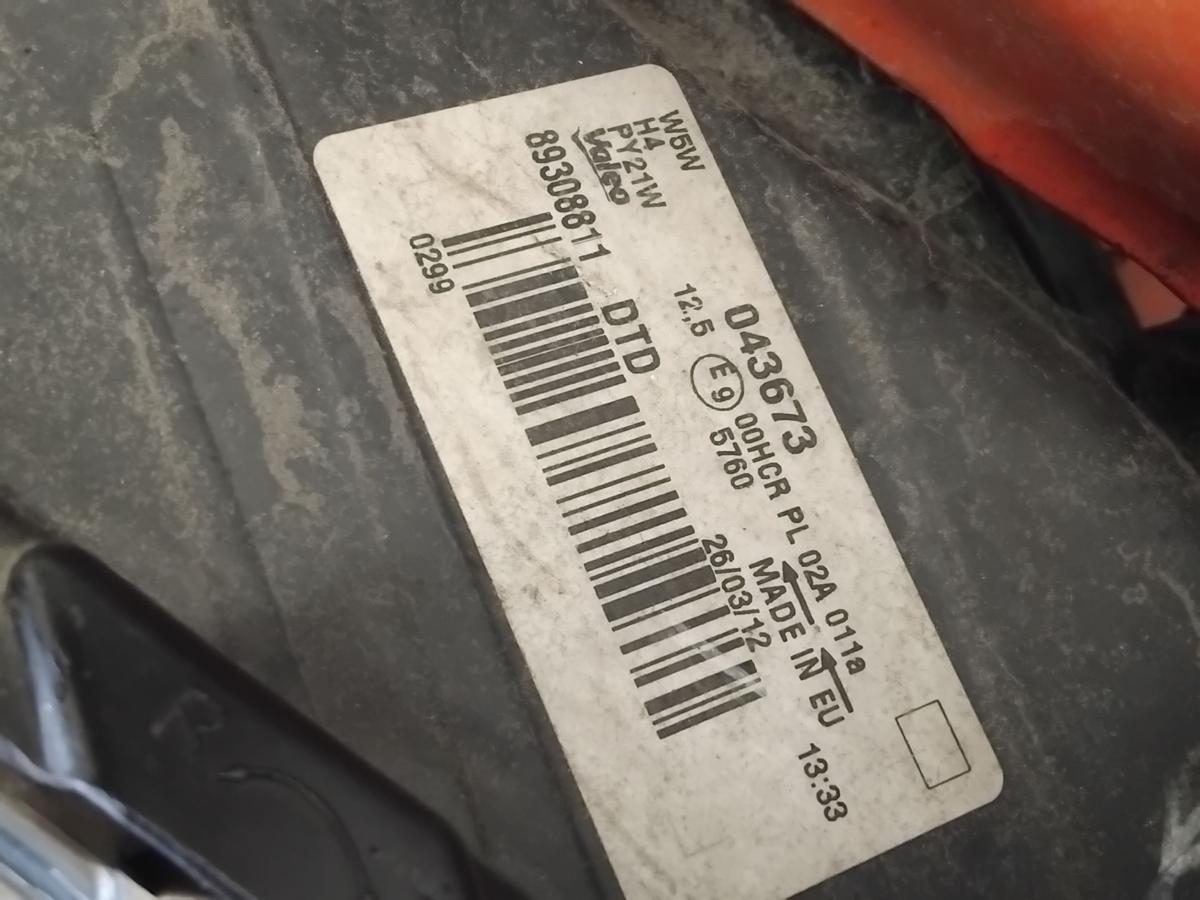 W5W
H4
PY21W
Valeo
89308811 DTD
0299
043673
12,5 E9 00HCR PL 02A 011a
5760
26/03/12
MADE IN EU 13:33